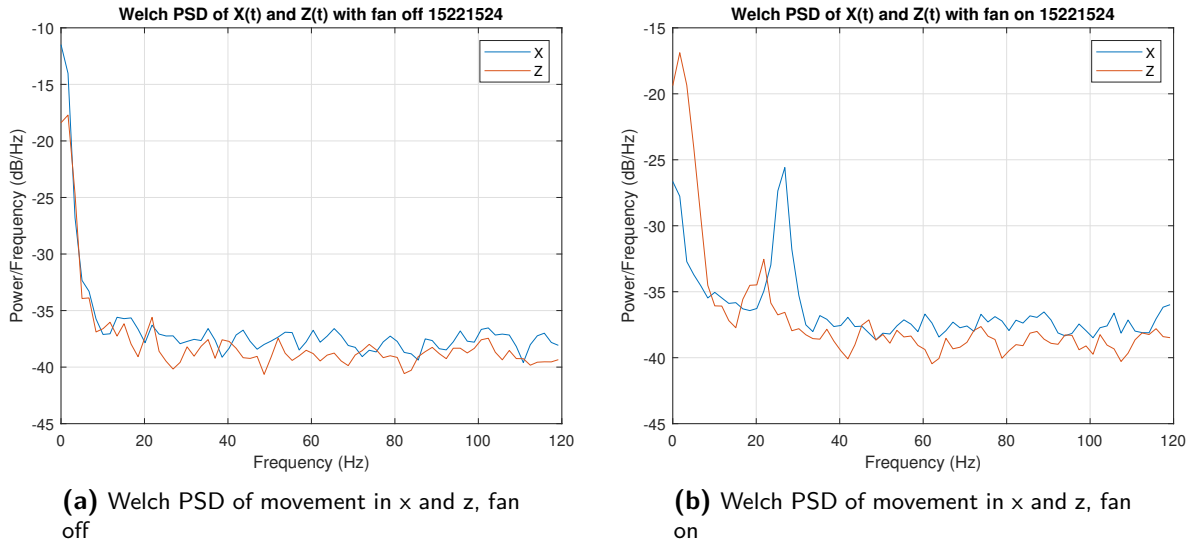 Welch PSD of X(t) and Z(t) with fan off 15221524
-10
-15
-20
-25
-30
-35
-40
-45
Power/Frequency (dB/Hz)
0 20 40 60 80 100 120
Frequency (Hz)
X
Z
(a) Welch PSD of movement in x and z, fan
off
Welch PSD of X(t) and Z(t) with fan on 15221524
-15
-20
-25
-30
-35
-40
-45
Power/Frequency (dB/Hz)
0 20 40 60 80 100 120
Frequency (Hz)
X
Z
(b) Welch PSD of movement in x and z, fan
on